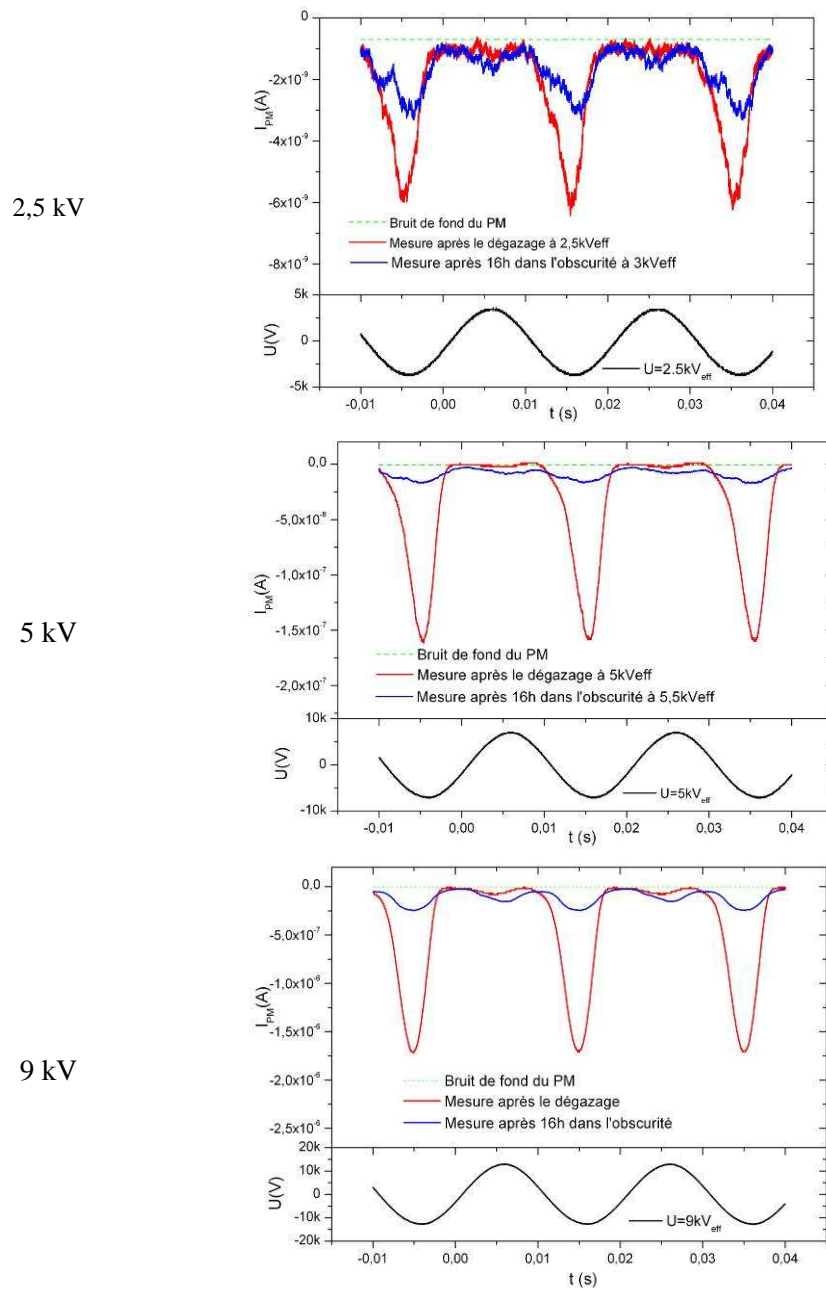 2,5 kV
0
-2x10⁻⁹
-4x10⁻⁹
-6x10⁻⁹
-8x10⁻⁹
I_PM(A)
Bruit de fond du PM
Mesure après le dégazage à 2,5kVeff
Mesure après 16h dans l'obscurité à 3kVeff
5k
0
-5k
U(V)
U=2.5kV_eff
-0,01 0,00 0,01 0,02 0,03 0,04
t (s)
5 kV
0,0
-5,0x10⁻⁸
-1,0x10⁻⁷
-1,5x10⁻⁷
-2,0x10⁻⁷
I_PM(A)
Bruit de fond du PM
Mesure après le dégazage à 5kVeff
Mesure après 16h dans l'obscurité à 5,5kVeff
10k
0
-10k
U(V)
U=5kV_eff
-0,01 0,00 0,01 0,02 0,03 0,04
t (s)
9 kV
0,0
-5,0x10⁻⁷
-1,0x10⁻⁶
-1,5x10⁻⁶
-2,0x10⁻⁶
-2,5x10⁻⁶
I_PM(A)
Bruit de fond du PM
Mesure après le dégazage
Mesure après 16h dans l'obscurité
20k
10k
0
-10k
-20k
U(V)
U=9kV_eff
-0,01 0,00 0,01 0,02 0,03 0,04
t (s)